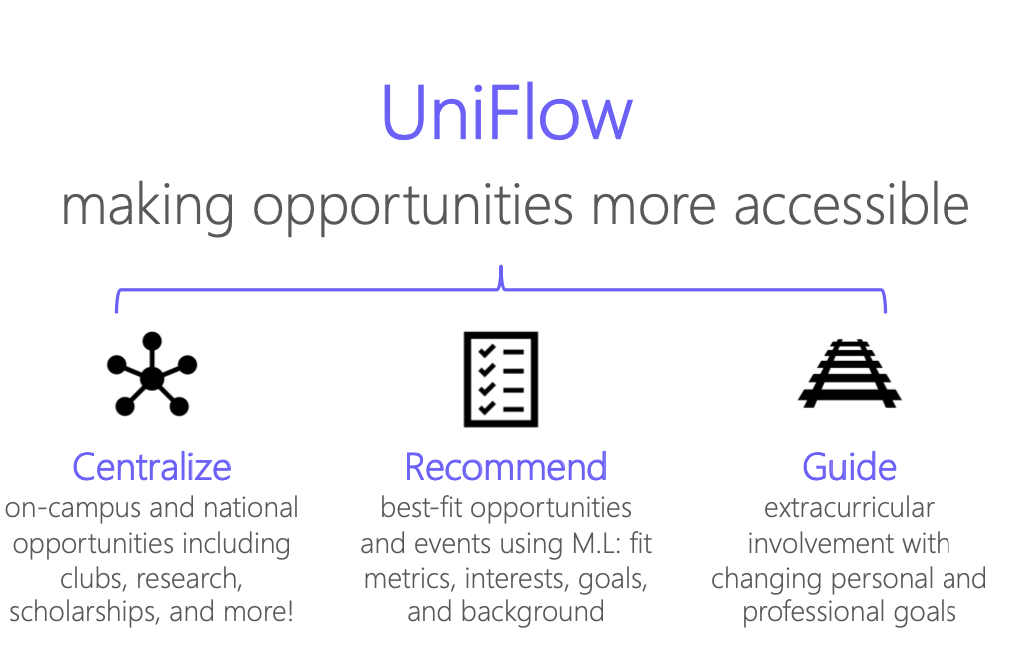 UniFlow
making opportunities more accessible
Centralize
on-campus and national
opportunities including
clubs, research,
scholarships, and more!
Recommend
best-fit opportunities
and events using M.L: fit
metrics, interests, goals,
and background
Guide
extracurricular
involvement with
changing personal and
professional goals